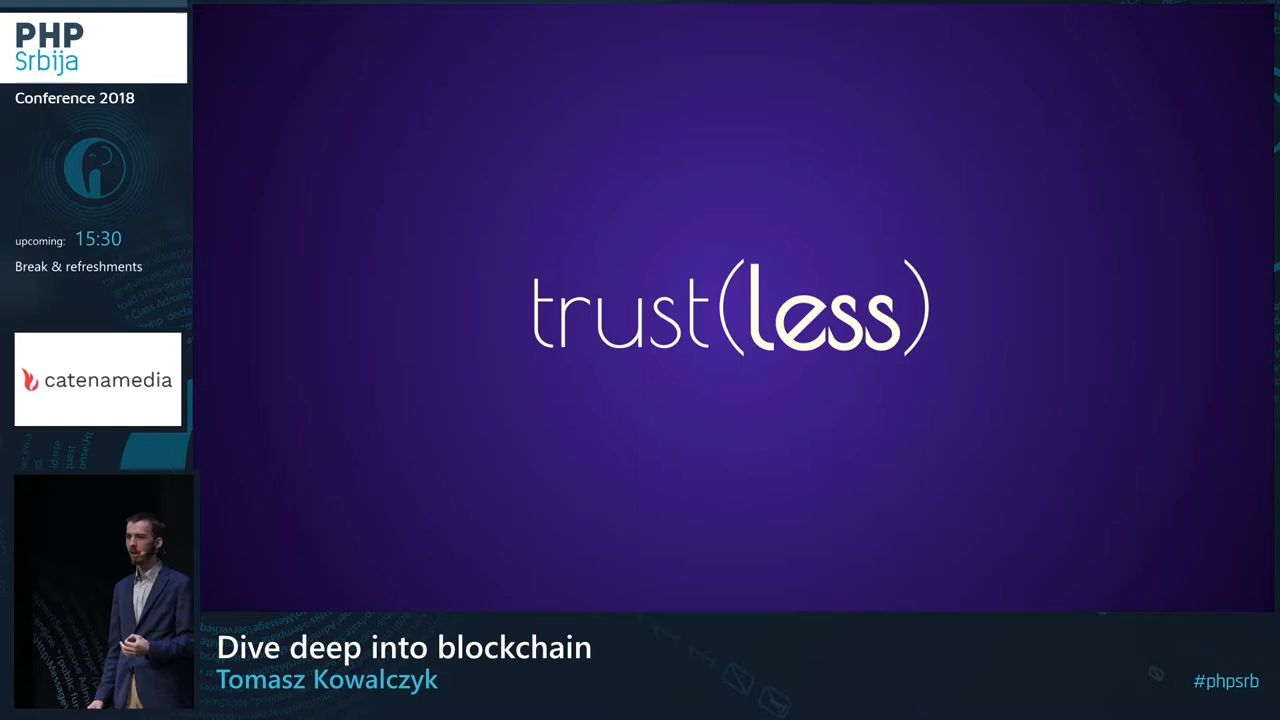 PHP
Srbija
Conference 2018
upcoming: 15:30
Break & refreshments
catenamedia
trust(less)
Dive deep into blockchain
Tomasz Kowalczyk
#phpsrb